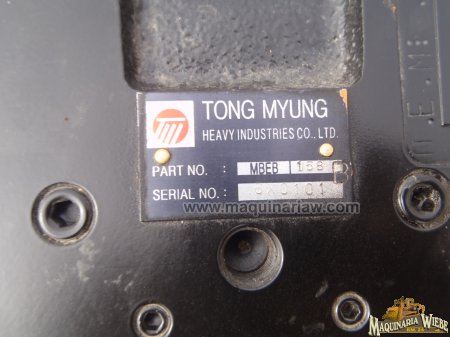 TONG MYUNG
HEAVY INDUSTRIES CO., LTD.
PART NO. : MBEB
SERIAL NO. :
www.maquinariaw.com
MAQUINARIA WIEBE